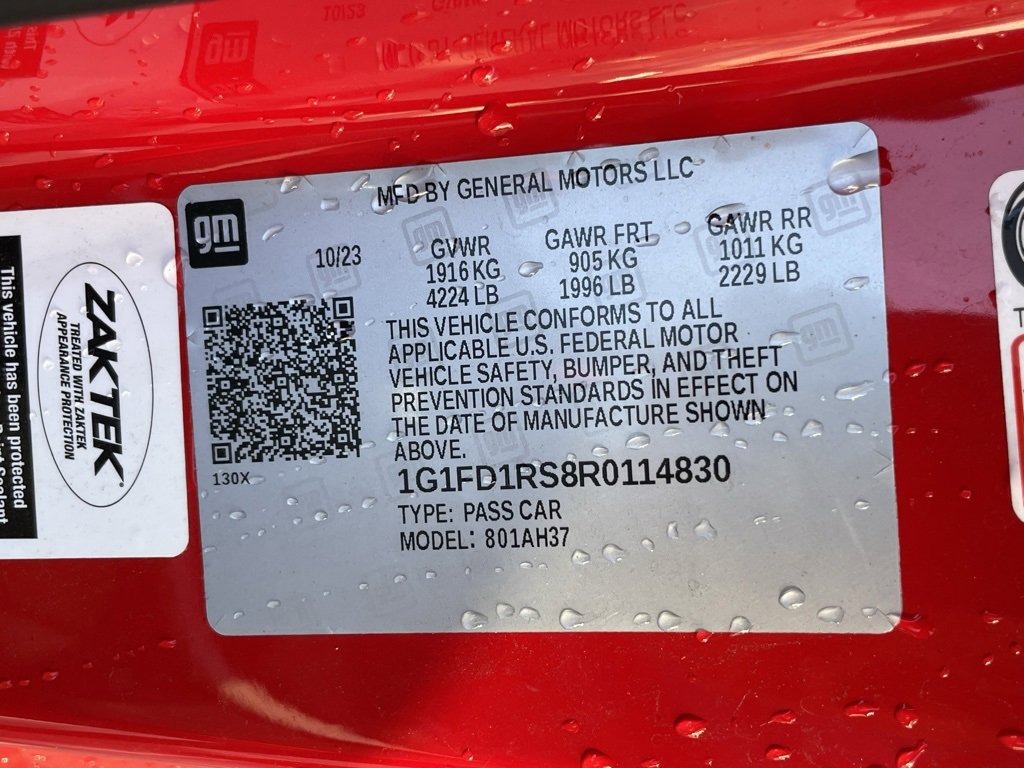 MFD BY GENERAL MOTORS LLC
gm
10/23
GVWR
1916 KG
4224 LB
GAWR FRT
905 KG
1996 LB
GAWR RR
1011 KG
2229 LB
THIS VEHICLE CONFORMS TO ALL
APPLICABLE U.S. FEDERAL MOTOR
VEHICLE SAFETY, BUMPER, AND THEFT
PREVENTION STANDARDS IN EFFECT ON
THE DATE OF MANUFACTURE SHOWN
ABOVE.
130X
1G1FD1RS8R0114830
TYPE: PASS CAR
MODEL: 801AH37
ZAKTEK
TREATED WITH ZAKTEK
APPEARANCE PROTECTION
This vehicle has been protected